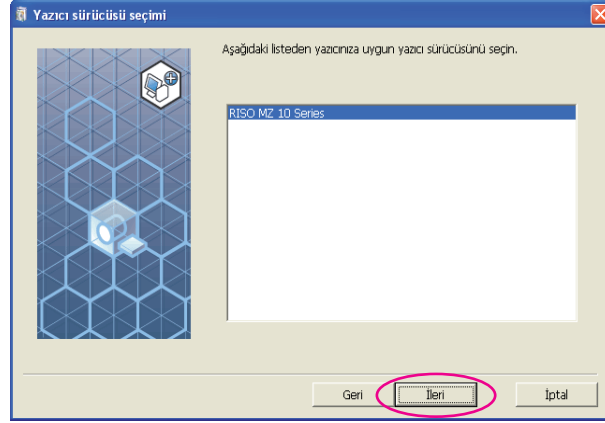 Yazıcı sürücüsü seçimi
Aşağıdaki listeden yazıcınıza uygun yazıcı sürücüsünü seçin.
RISO MZ 10 Series
Geri
İleri
İptal